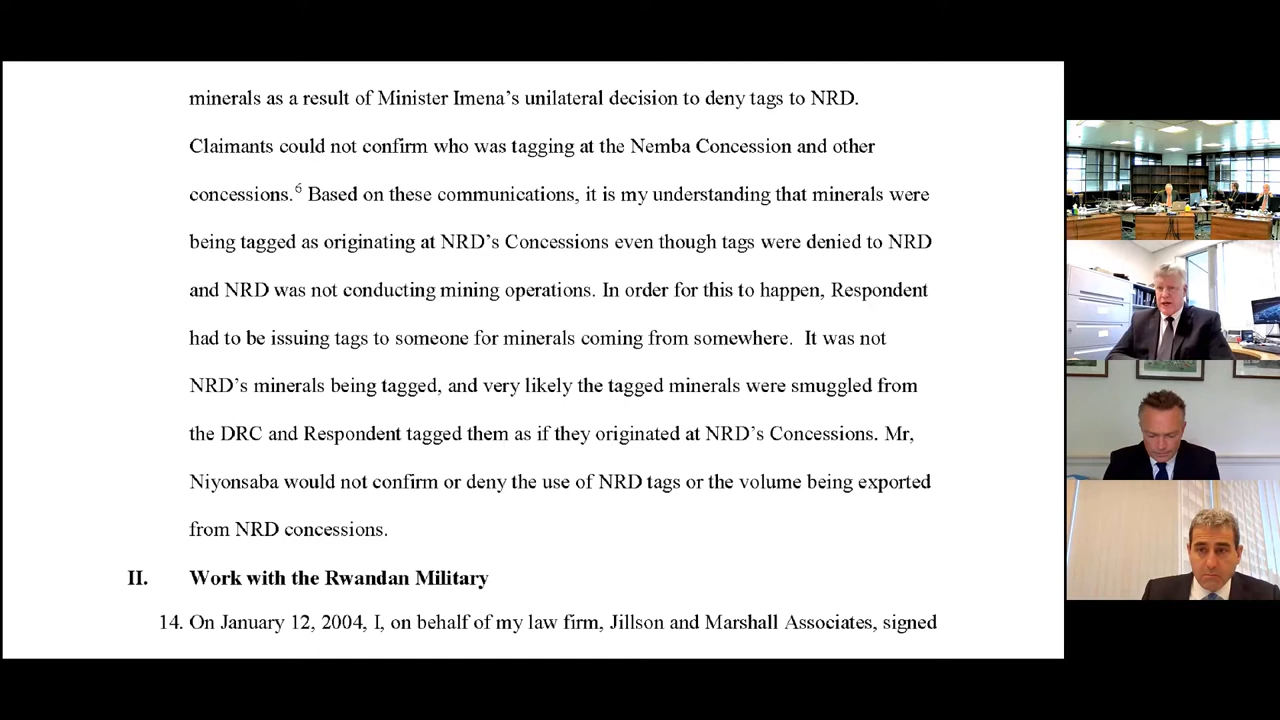 minerals as a result of Minister Imena's unilateral decision to deny tags to NRD.
Claimants could not confirm who was tagging at the Nemba Concession and other
concessions.6 Based on these communications, it is my understanding that minerals were
being tagged as originating at NRD's Concessions even though tags were denied to NRD
and NRD was not conducting mining operations. In order for this to happen, Respondent
had to be issuing tags to someone for minerals coming from somewhere. It was not
NRD's minerals being tagged, and very likely the tagged minerals were smuggled from
the DRC and Respondent tagged them as if they originated at NRD's Concessions. Mr,
Niyonsaba would not confirm or deny the use of NRD tags or the volume being exported
from NRD concessions.
II. Work with the Rwandan Military
14. On January 12, 2004, I, on behalf of my law firm, Jillson and Marshall Associates, signed